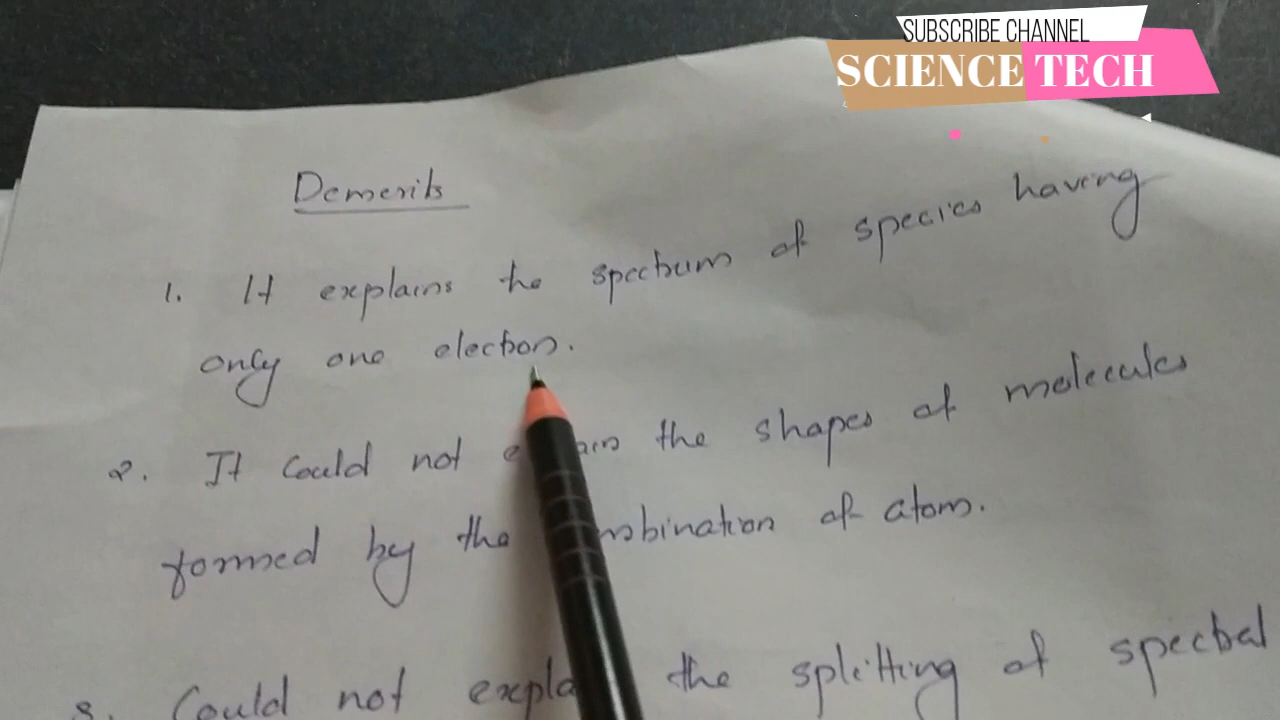 SUBSCRIBE CHANNEL
SCIENCE TECH
Demerits
1. It explains the spectrum of species having
only one electron.
2. It could not the shapes of molecules
formed by the of atom.
3. Could not the splitting of spectral